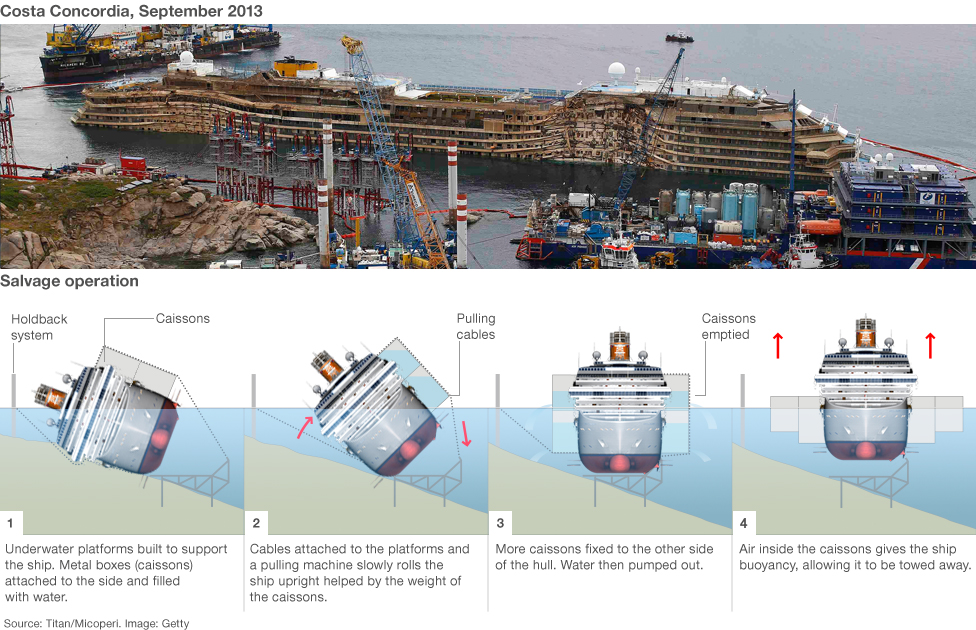 Costa Concordia, September 2013
Salvage operation
Holdback
system
Caissons
Pulling
cables
Caissons
emptied
1
Underwater platforms built to support
the ship. Metal boxes (caissons)
attached to the side and filled
with water.
2
Cables attached to the platforms and
a pulling machine slowly rolls the
ship upright helped by the weight of
the caissons.
3
More caissons fixed to the other side
of the hull. Water then pumped out.
4
Air inside the caissons gives the ship
buoyancy, allowing it to be towed away.
Source: Titan/Micoperi. Image: Getty